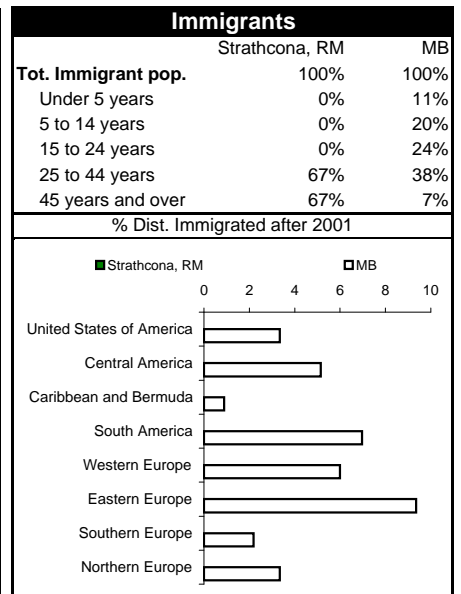 Immigrants
Strathcona, RM MB
Tot. Immigrant pop. 100% 100%
Under 5 years 0% 11%
5 to 14 years 0% 20%
15 to 24 years 0% 24%
25 to 44 years 67% 38%
45 years and over 67% 7%
% Dist. Immigrated after 2001
Strathcona, RM MB
0 2 4 6 8 10
United States of America
Central America
Caribbean and Bermuda
South America
Western Europe
Eastern Europe
Southern Europe
Northern Europe